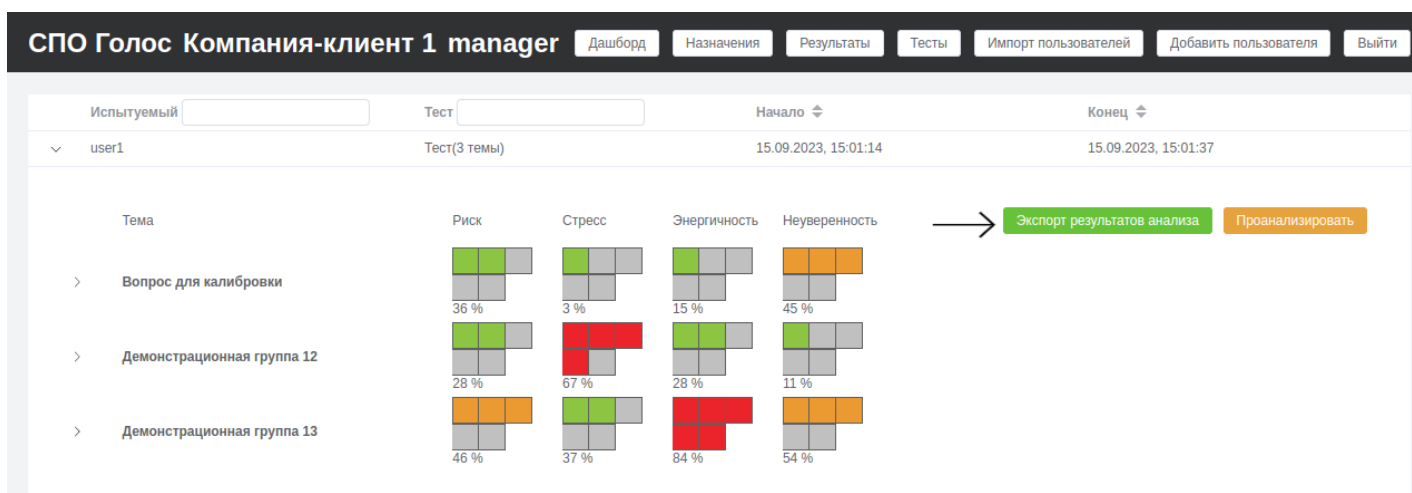 СПО Голос Компания-клиент 1 manager Дашборд Назначения Результаты Тесты Импорт пользователей Добавить пользователя Выйти
Испытуемый Тест Начало Конец
user1 Тест(3 темы) 15.09.2023, 15:01:14 15.09.2023, 15:01:37
Тема Риск Стресс Энергичность Неуверенность Экспорт результатов анализа Проанализировать
Вопрос для калибровки
36 % 3 % 15 % 45 %
Демонстрационная группа 12
28 % 67 % 28 % 11 %
Демонстрационная группа 13
46 % 37 % 84 % 54 %